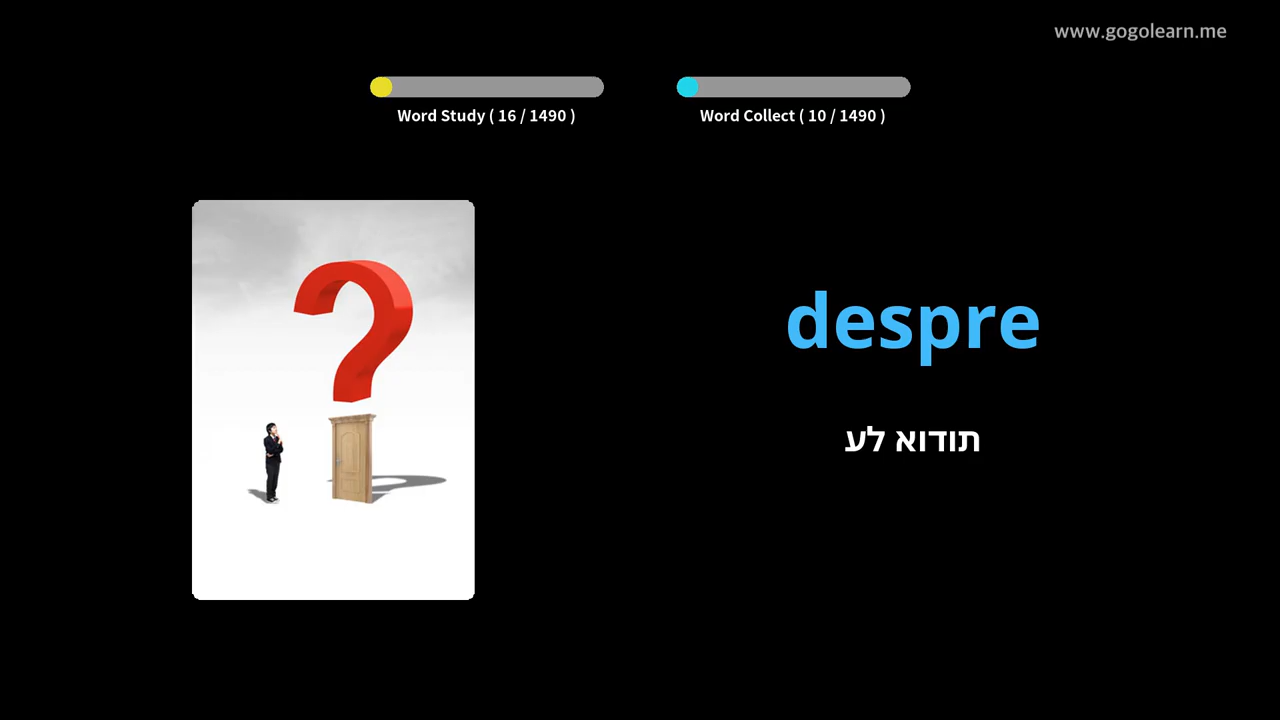 www.gogolearn.me
Word Study ( 16 / 1490 )
Word Collect ( 10 / 1490 )
despre
תודוא לע